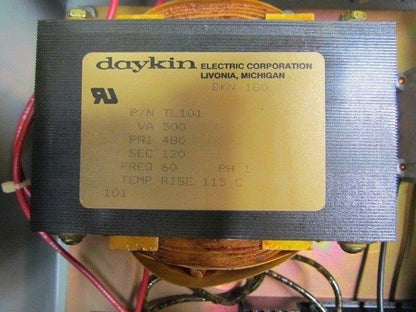 daykin ELECTRIC CORPORATION
LIVONIA, MICHIGAN
DKN 180
P/N TL101
VA 500
PRI 480
SEC 120
FREQ 60 PH 1
TEMP RISE 115 C
101